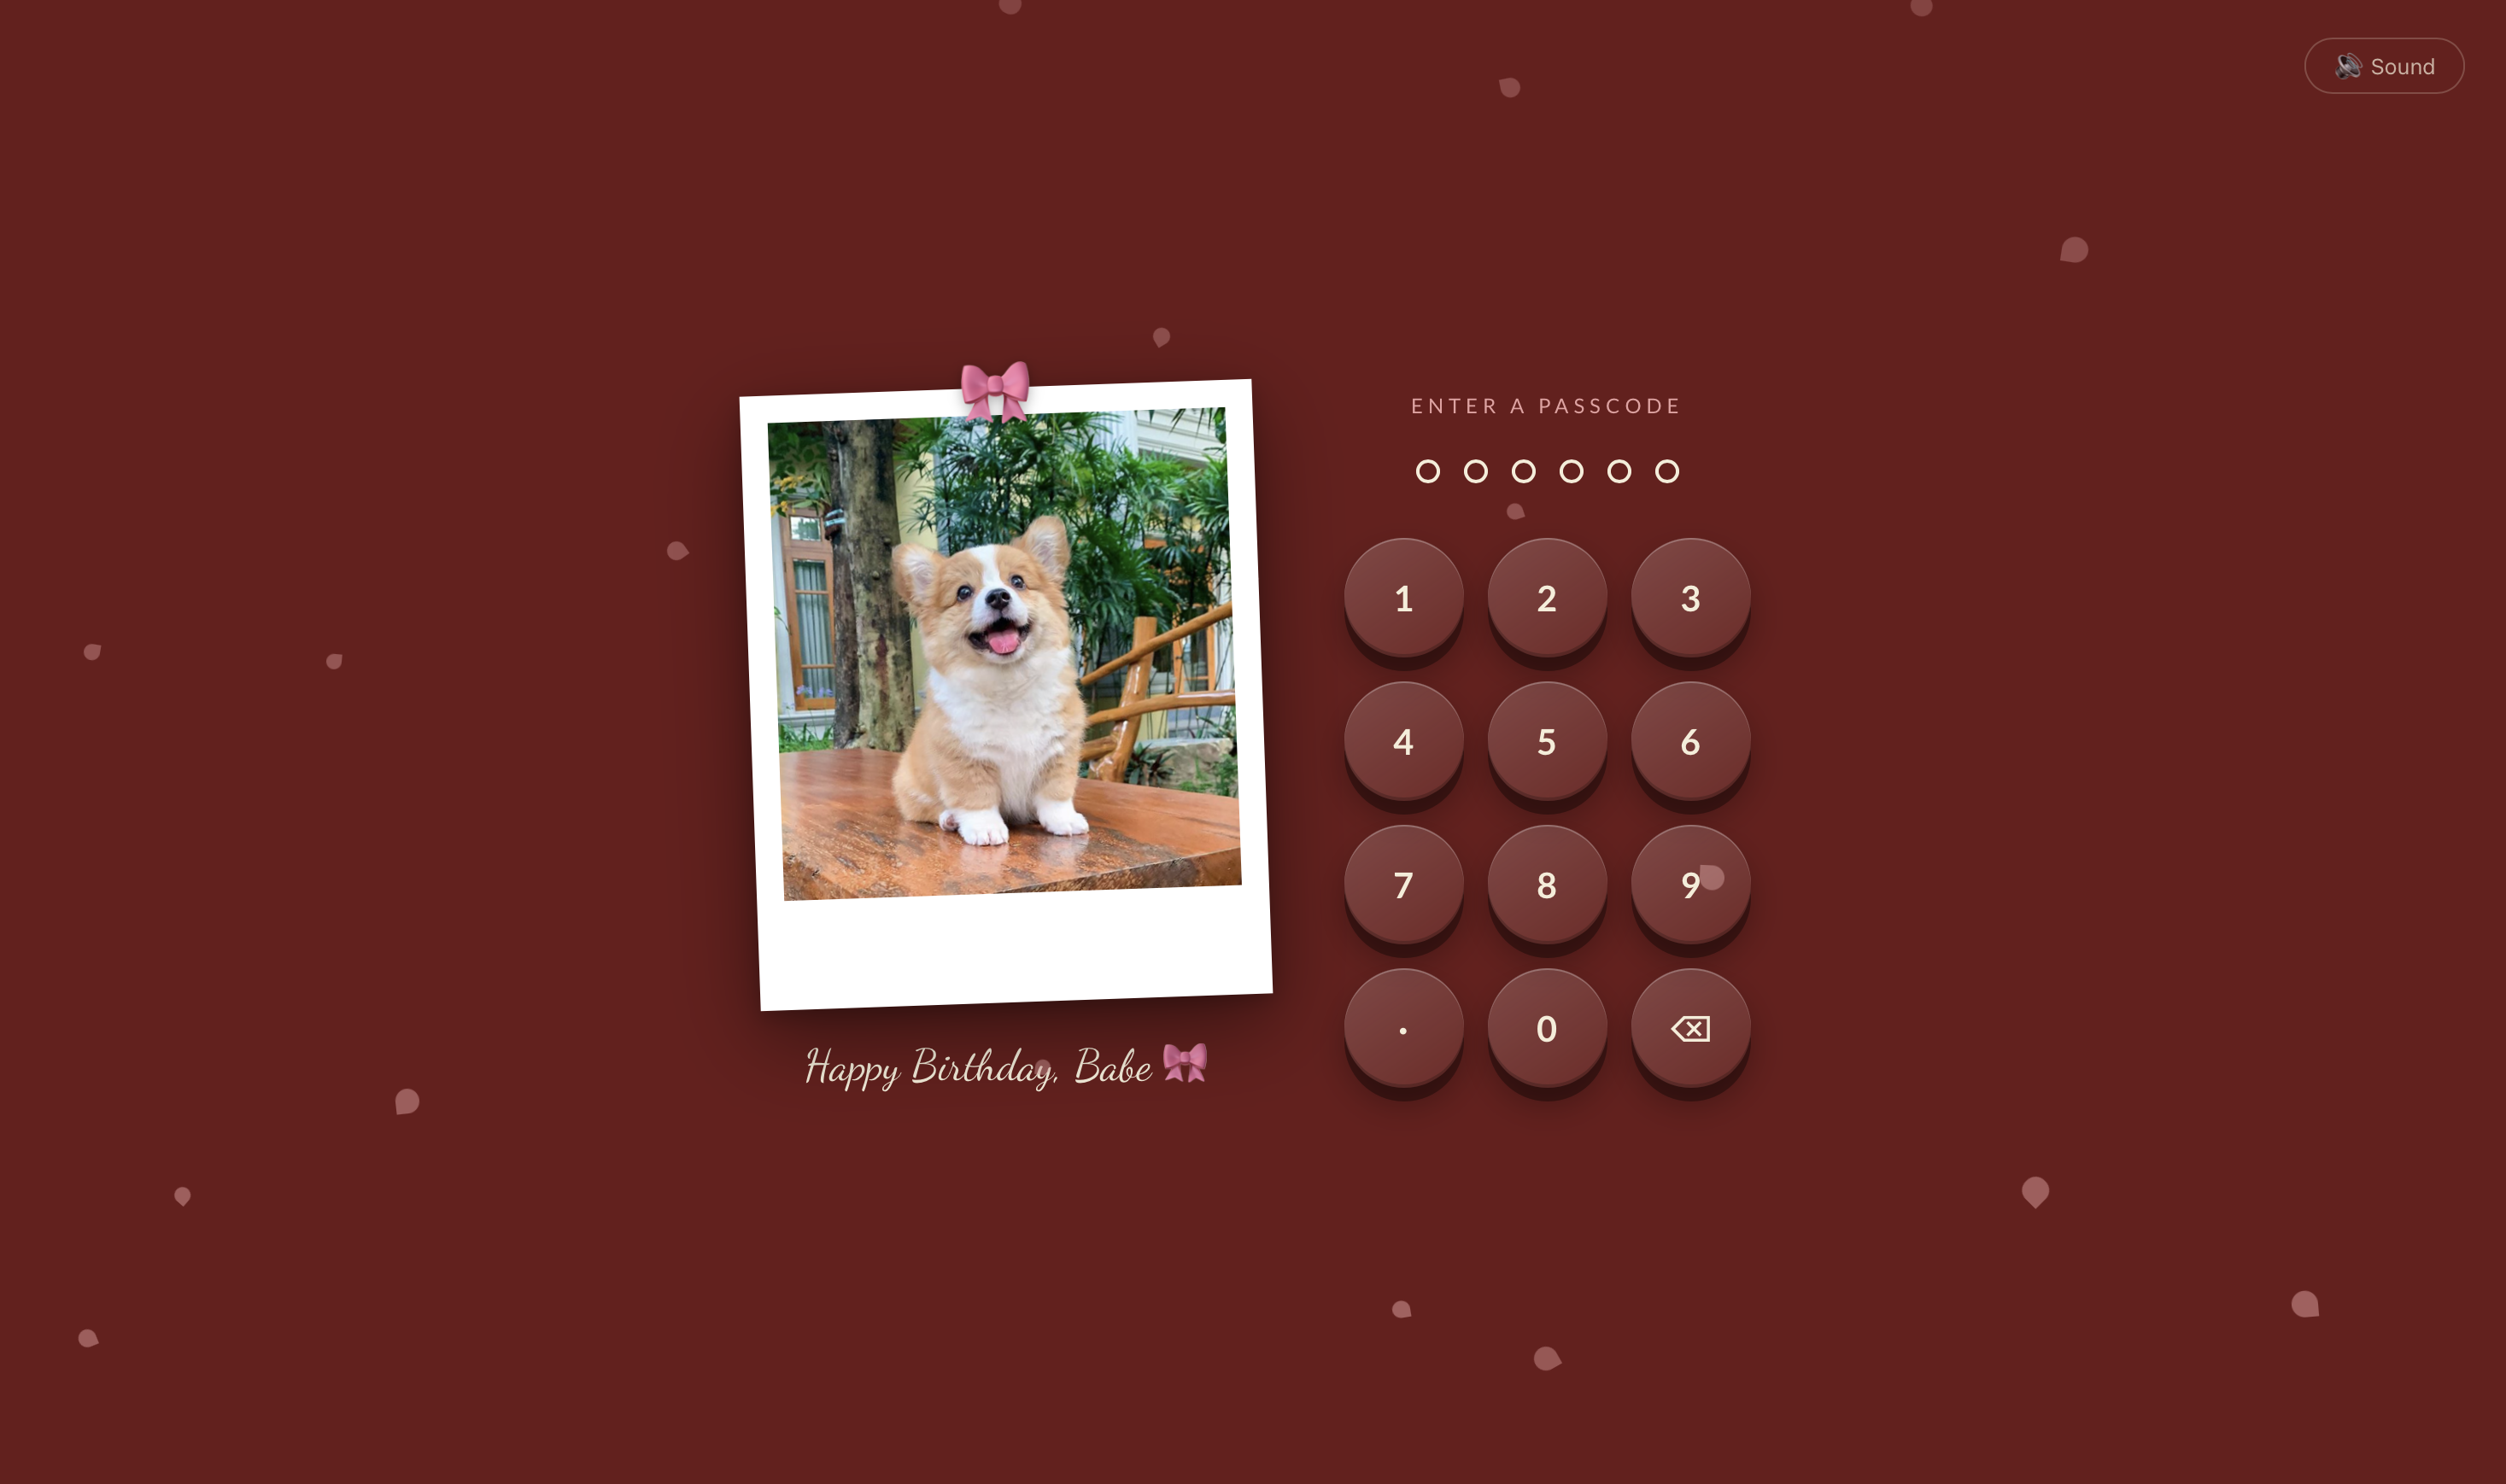 🔊 Sound
ENTER A PASSCODE
1 2 3
4 5 6
7 8 9
. 0
Happy Birthday, Babe 🎀